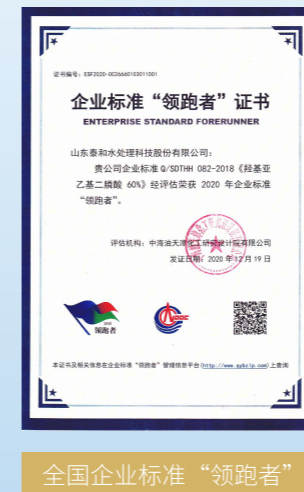 证书编号：ESF2020-0C26660103011001
企业标准“领跑者”证书
ENTERPRISE STANDARD FORERUNNER
山东泰和水处理科技股份有限公司：
贵公司企业标准 Q/SDTHH 082-2018《羟基亚
乙基二膦酸 60%》经评估荣获 2020 年企业标准
“领跑者”。
评估机构：中海油天津化工研究设计院有限公司
发证日期：2020 年 12 月 19 日
领跑者
本证书及相关信息在企业标准“领跑者”管理信息平台(http://www.qybzlp.com)上查询
全国企业标准“领跑者”